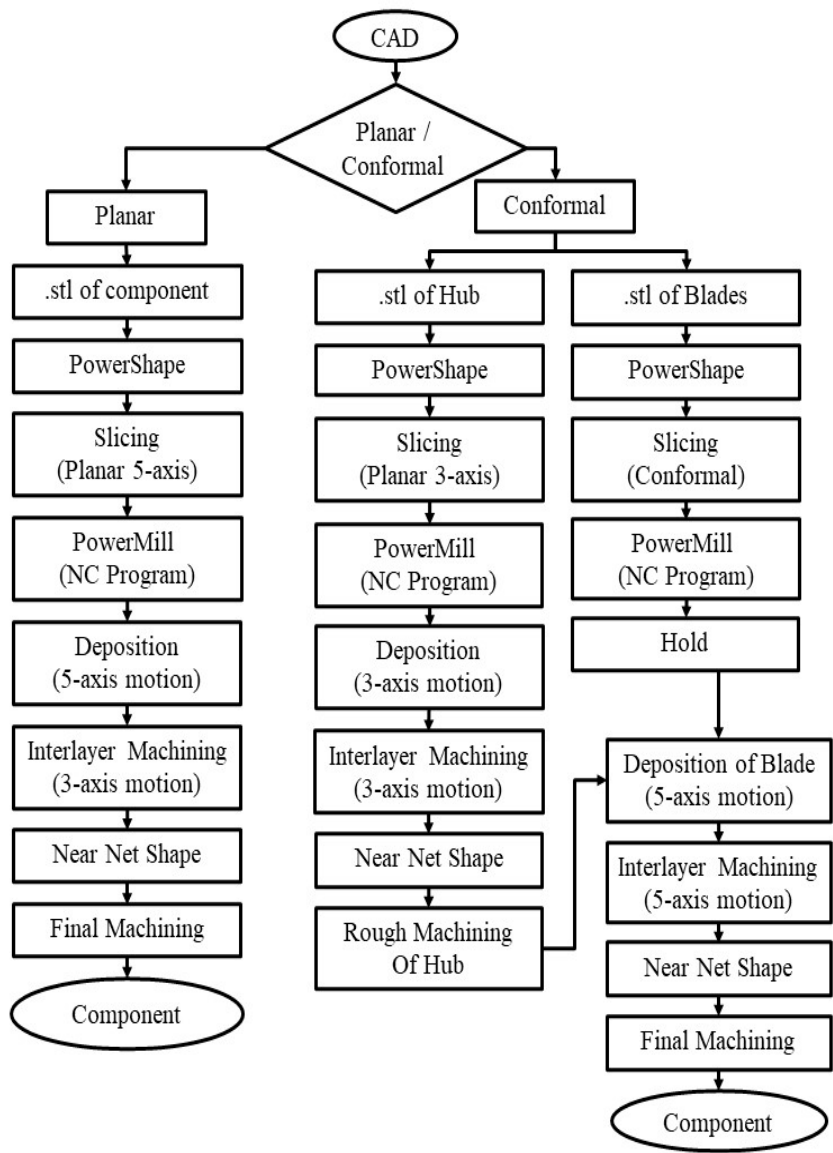 CAD
Planar /
Conformal
Planar
.stl of component
PowerShape
Slicing
(Planar 5-axis)
PowerMill
(NC Program)
Deposition
(5-axis motion)
Interlayer Machining
(3-axis motion)
Near Net Shape
Final Machining
Component
Conformal
.stl of Hub
PowerShape
Slicing
(Planar 3-axis)
PowerMill
(NC Program)
Deposition
(3-axis motion)
Interlayer Machining
(3-axis motion)
Near Net Shape
Rough Machining
Of Hub
.stl of Blades
PowerShape
Slicing
(Conformal)
PowerMill
(NC Program)
Hold
Deposition of Blade
(5-axis motion)
Interlayer Machining
(5-axis motion)
Near Net Shape
Final Machining
Component